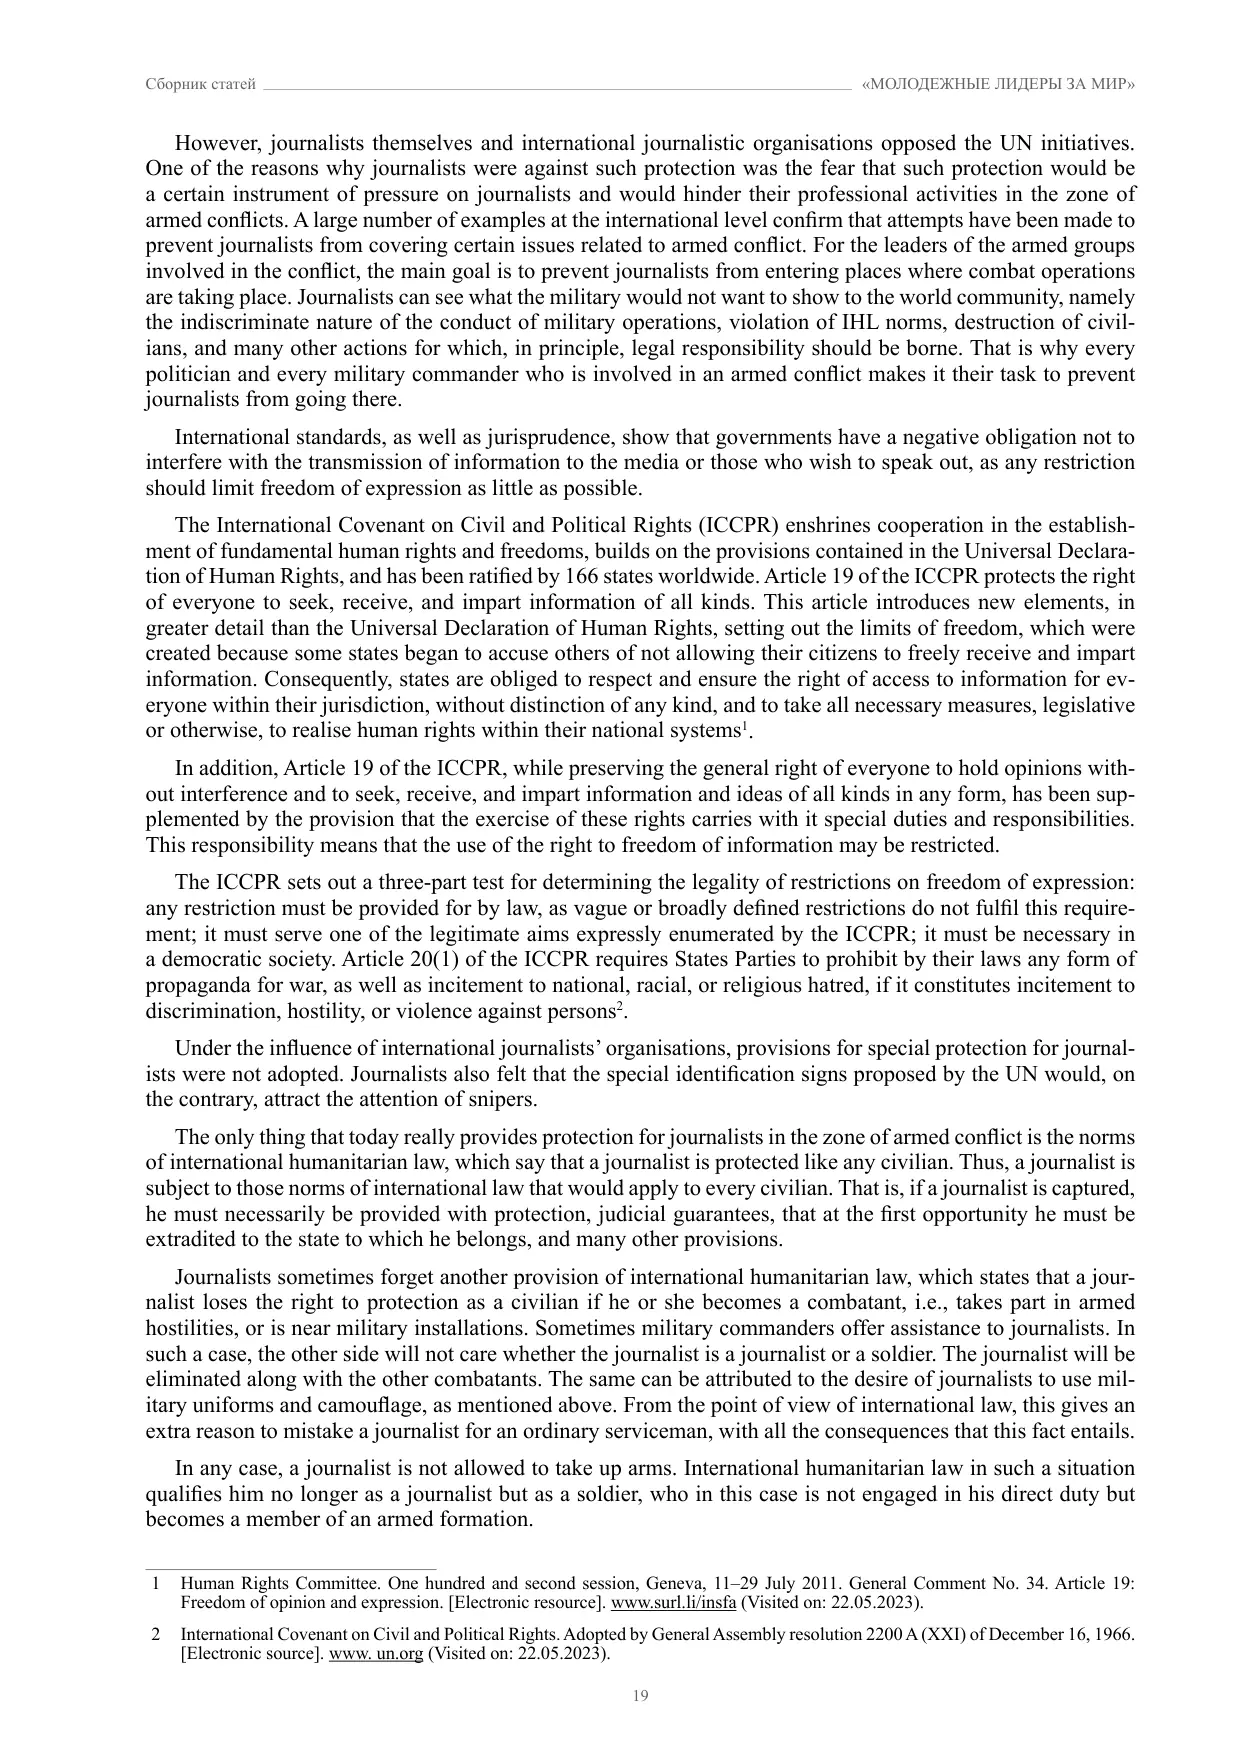 Сборник статей «МОЛОДЕЖНЫЕ ЛИДЕРЫ ЗА МИР»
However, journalists themselves and international journalistic organisations opposed the UN initiatives.
One of the reasons why journalists were against such protection was the fear that such protection would be
a certain instrument of pressure on journalists and would hinder their professional activities in the zone of
armed conflicts. A large number of examples at the international level confirm that attempts have been made to
prevent journalists from covering certain issues related to armed conflict. For the leaders of the armed groups
involved in the conflict, the main goal is to prevent journalists from entering places where combat operations
are taking place. Journalists can see what the military would not want to show to the world community, namely
the indiscriminate nature of the conduct of military operations, violation of IHL norms, destruction of civil-
ians, and many other actions for which, in principle, legal responsibility should be borne. That is why every
politician and every military commander who is involved in an armed conflict makes it their task to prevent
journalists from going there.
International standards, as well as jurisprudence, show that governments have a negative obligation not to
interfere with the transmission of information to the media or those who wish to speak out, as any restriction
should limit freedom of expression as little as possible.
The International Covenant on Civil and Political Rights (ICCPR) enshrines cooperation in the establish-
ment of fundamental human rights and freedoms, builds on the provisions contained in the Universal Declara-
tion of Human Rights, and has been ratified by 166 states worldwide. Article 19 of the ICCPR protects the right
of everyone to seek, receive, and impart information of all kinds. This article introduces new elements, in
greater detail than the Universal Declaration of Human Rights, setting out the limits of freedom, which were
created because some states began to accuse others of not allowing their citizens to freely receive and impart
information. Consequently, states are obliged to respect and ensure the right of access to information for ev-
eryone within their jurisdiction, without distinction of any kind, and to take all necessary measures, legislative
or otherwise, to realise human rights within their national systems¹.
In addition, Article 19 of the ICCPR, while preserving the general right of everyone to hold opinions with-
out interference and to seek, receive, and impart information and ideas of all kinds in any form, has been sup-
plemented by the provision that the exercise of these rights carries with it special duties and responsibilities.
This responsibility means that the use of the right to freedom of information may be restricted.
The ICCPR sets out a three-part test for determining the legality of restrictions on freedom of expression:
any restriction must be provided for by law, as vague or broadly defined restrictions do not fulfil this require-
ment; it must serve one of the legitimate aims expressly enumerated by the ICCPR; it must be necessary in
a democratic society. Article 20(1) of the ICCPR requires States Parties to prohibit by their laws any form of
propaganda for war, as well as incitement to national, racial, or religious hatred, if it constitutes incitement to
discrimination, hostility, or violence against persons².
Under the influence of international journalists’ organisations, provisions for special protection for journal-
ists were not adopted. Journalists also felt that the special identification signs proposed by the UN would, on
the contrary, attract the attention of snipers.
The only thing that today really provides protection for journalists in the zone of armed conflict is the norms
of international humanitarian law, which say that a journalist is protected like any civilian. Thus, a journalist is
subject to those norms of international law that would apply to every civilian. That is, if a journalist is captured,
he must necessarily be provided with protection, judicial guarantees, that at the first opportunity he must be
extradited to the state to which he belongs, and many other provisions.
Journalists sometimes forget another provision of international humanitarian law, which states that a jour-
nalist loses the right to protection as a civilian if he or she becomes a combatant, i.e., takes part in armed
hostilities, or is near military installations. Sometimes military commanders offer assistance to journalists. In
such a case, the other side will not care whether the journalist is a journalist or a soldier. The journalist will be
eliminated along with the other combatants. The same can be attributed to the desire of journalists to use mil-
itary uniforms and camouflage, as mentioned above. From the point of view of international law, this gives an
extra reason to mistake a journalist for an ordinary serviceman, with all the consequences that this fact entails.
In any case, a journalist is not allowed to take up arms. International humanitarian law in such a situation
qualifies him no longer as a journalist but as a soldier, who in this case is not engaged in his direct duty but
becomes a member of an armed formation.
1 Human Rights Committee. One hundred and second session, Geneva, 11–29 July 2011. General Comment No. 34. Article 19:
Freedom of opinion and expression. [Electronic resource]. www.surl.li/insfa (Visited on: 22.05.2023).
2 International Covenant on Civil and Political Rights. Adopted by General Assembly resolution 2200 A (XXI) of December 16, 1966.
[Electronic source]. www. un.org (Visited on: 22.05.2023).
19